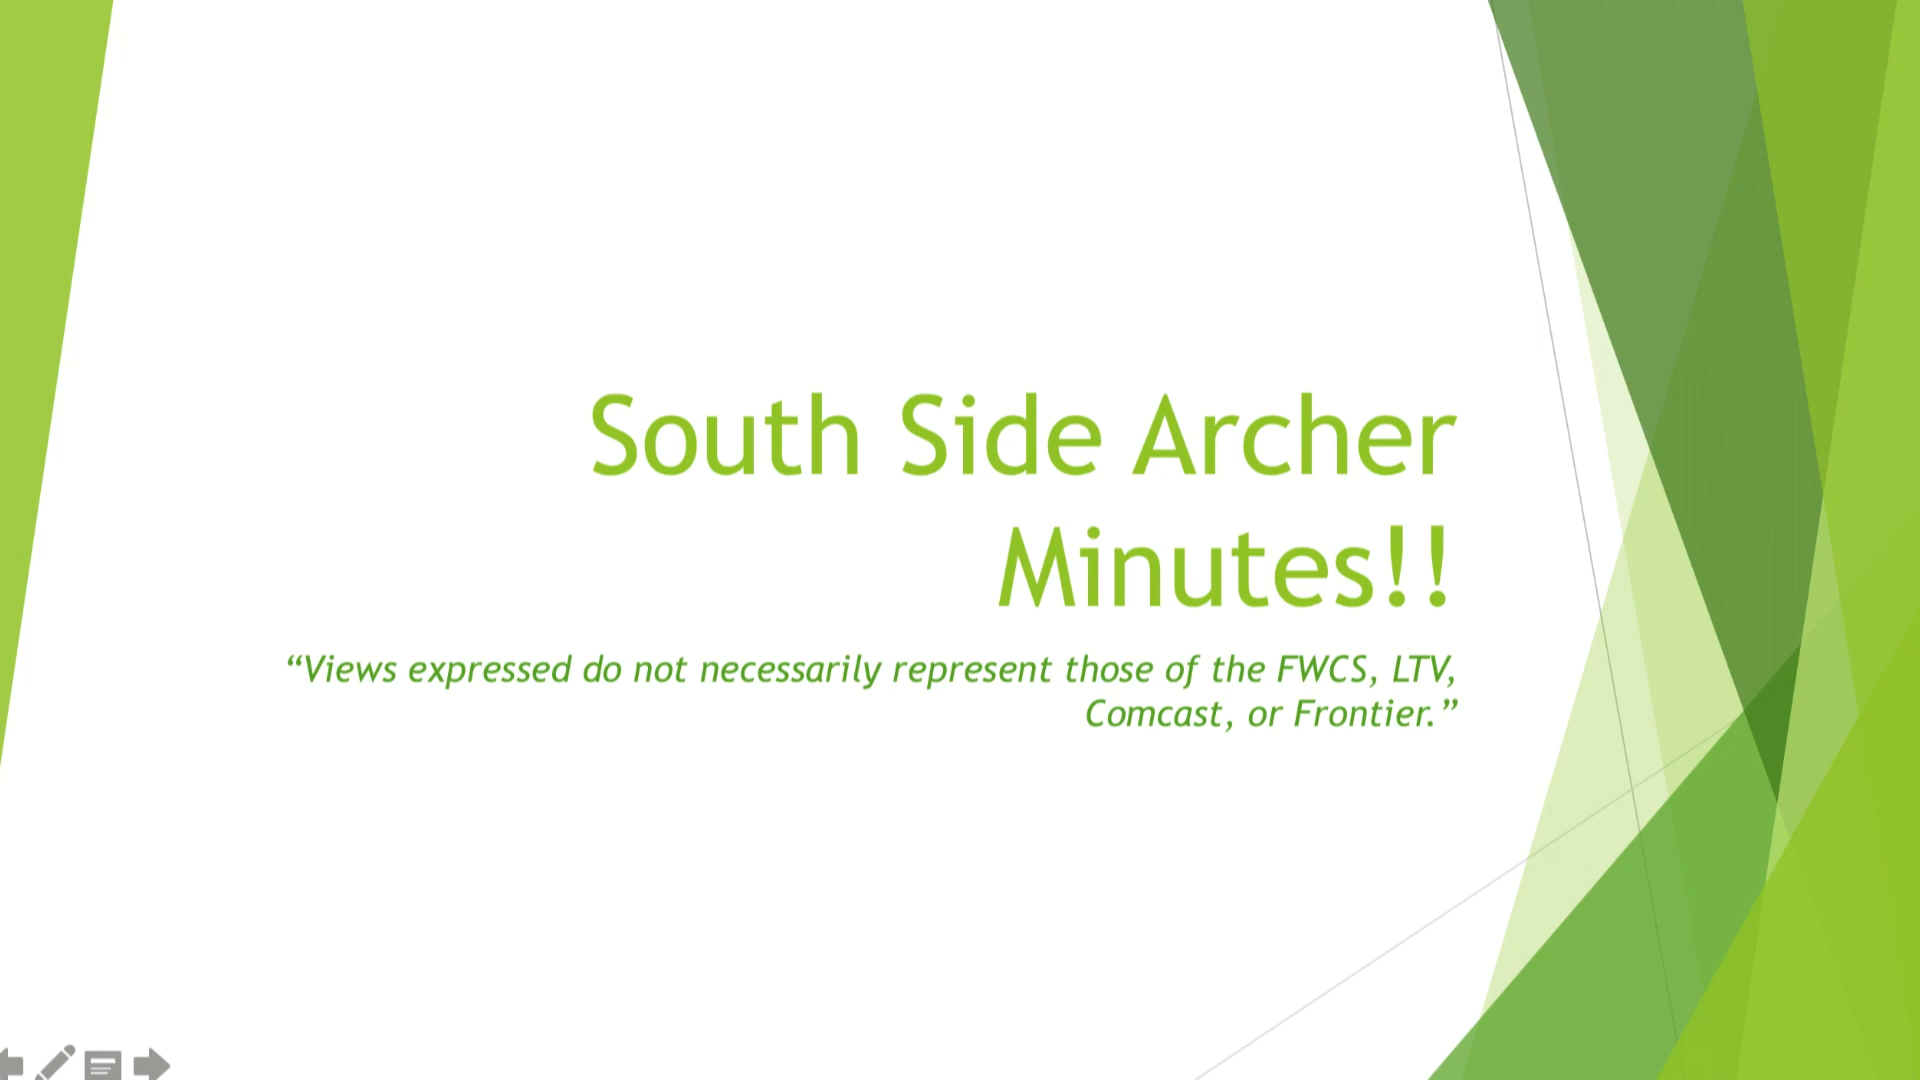 South Side Archer
Minutes!!
“Views expressed do not necessarily represent those of the FWCS, LTV,
Comcast, or Frontier.”